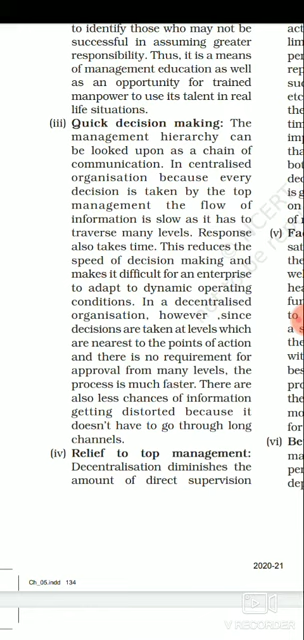 to identify those who may not be
successful in assuming greater
responsibility. Thus, it is a means
of management education as well
as an opportunity for trained
manpower to use its talent in real
life situations.
(iii) Quick decision making: The
management hierarchy can
be looked upon as a chain of
communication. In centralised
organisation because every
decision is taken by the top
management the flow of
information is slow as it has to
traverse many levels. Response
also takes time. This reduces the
speed of decision making and
makes it difficult for an enterprise
to adapt to dynamic operating
conditions. In a decentralised
organisation, however ,since
decisions are taken at levels which
are nearest to the points of action
and there is no requirement for
approval from many levels, the
process is much faster. There are
also less chances of information
getting distorted because it
doesn't have to go through long
channels.
(iv) Relief to top management:
Decentralisation diminishes the
amount of direct supervision
(v)
(vi)
2020-21
Ch_05.indd 134
V RECORDER